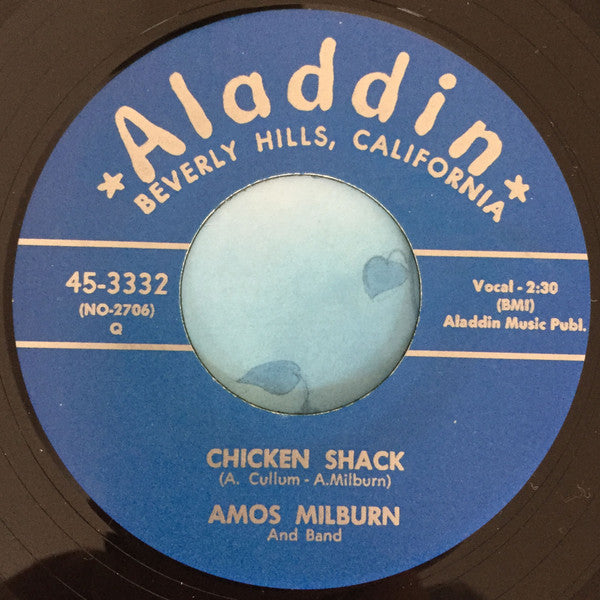 ★Aladdin★
BEVERLY HILLS, CALIFORNIA
45-3332
(NO-2706)
Q
Vocal - 2:30
(BMI)
Aladdin Music Publ.
CHICKEN SHACK
(A. Cullum - A.Milburn)
AMOS MILBURN
And Band